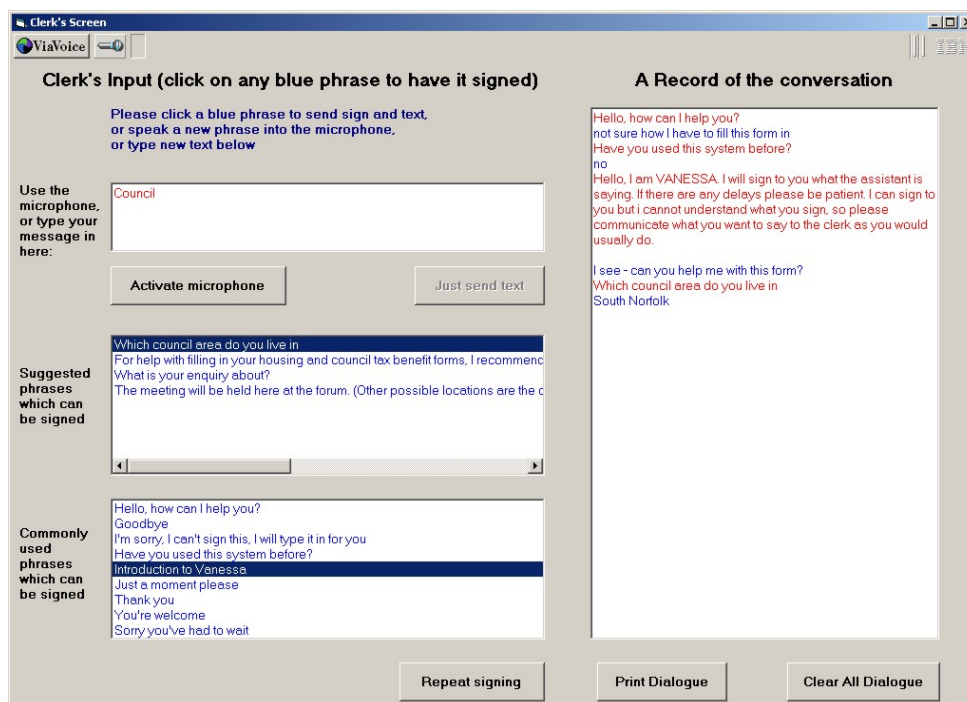 Clerk's Screen
ViaVoice
IBM
Clerk's Input (click on any blue phrase to have it signed)
Please click a blue phrase to send sign and text,
or speak a new phrase into the microphone,
or type new text below
Use the
microphone,
or type your
message in
here:
Council
Activate microphone
Just send text
Suggested
phrases
which can
be signed
Which council area do you live in
For help with filling in your housing and council tax benefit forms, I recommenc
What is your enquiry about?
The meeting will be held here at the forum. (Other possible locations are the c
Commonly
used
phrases
which can
be signed
Hello, how can I help you?
Goodbye
I'm sorry, I can't sign this, I will type it in for you
Have you used this system before?
Introduction to Vanessa
Just a moment please
Thank you
You're welcome
Sorry you've had to wait
Repeat signing
A Record of the conversation
Hello, how can I help you?
not sure how I have to fill this form in
Have you used this system before?
no
Hello, I am VANESSA. I will sign to you what the assistant is
saying. If there are any delays please be patient. I can sign to
you but i cannot understand what you sign, so please
communicate what you want to say to the clerk as you would
usually do.
I see - can you help me with this form?
Which council area do you live in
South Norfolk
Print Dialogue
Clear All Dialogue